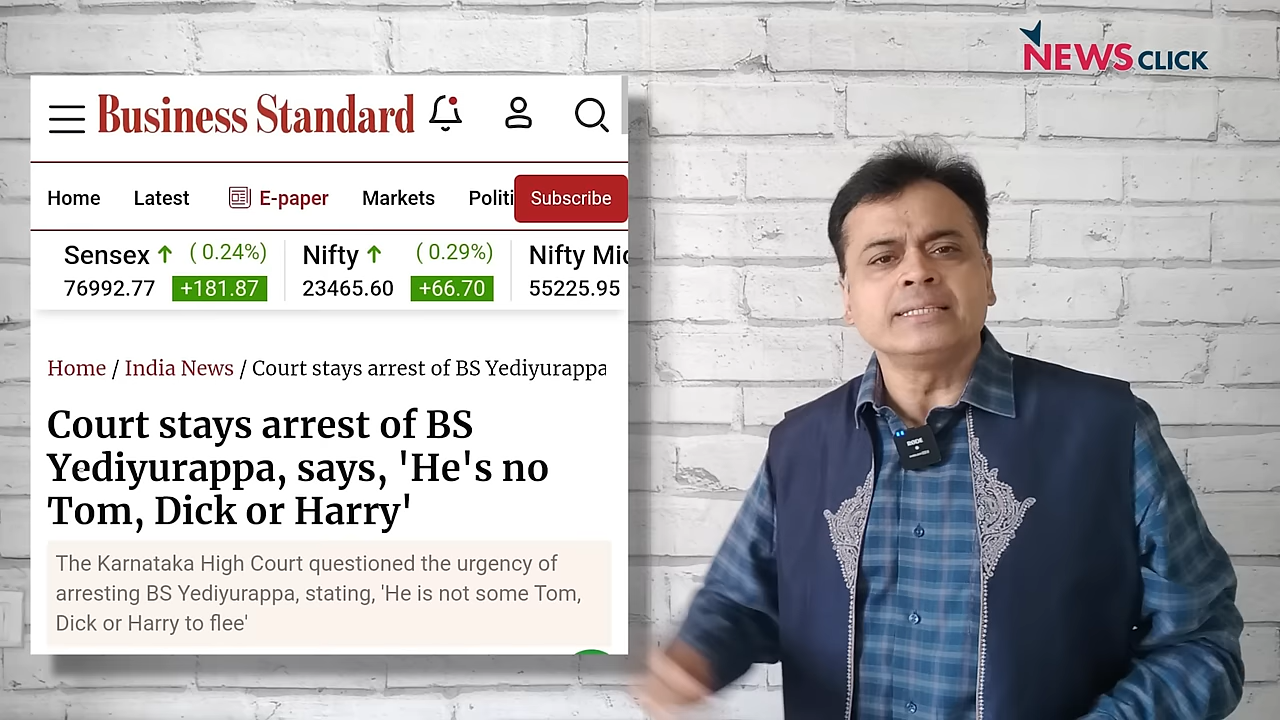 NEWSCLICK
Business Standard
Home Latest E-paper Markets Politi Subscribe
Sensex ↑ ( 0.24%) Nifty ↑ ( 0.29%) Nifty Mid
76992.77 +181.87 23465.60 +66.70 55225.95
Home / India News / Court stays arrest of BS Yediyurappa
Court stays arrest of BS
Yediyurappa, says, 'He's no
Tom, Dick or Harry'
The Karnataka High Court questioned the urgency of
arresting BS Yediyurappa, stating, 'He is not some Tom,
Dick or Harry to flee'
RODE